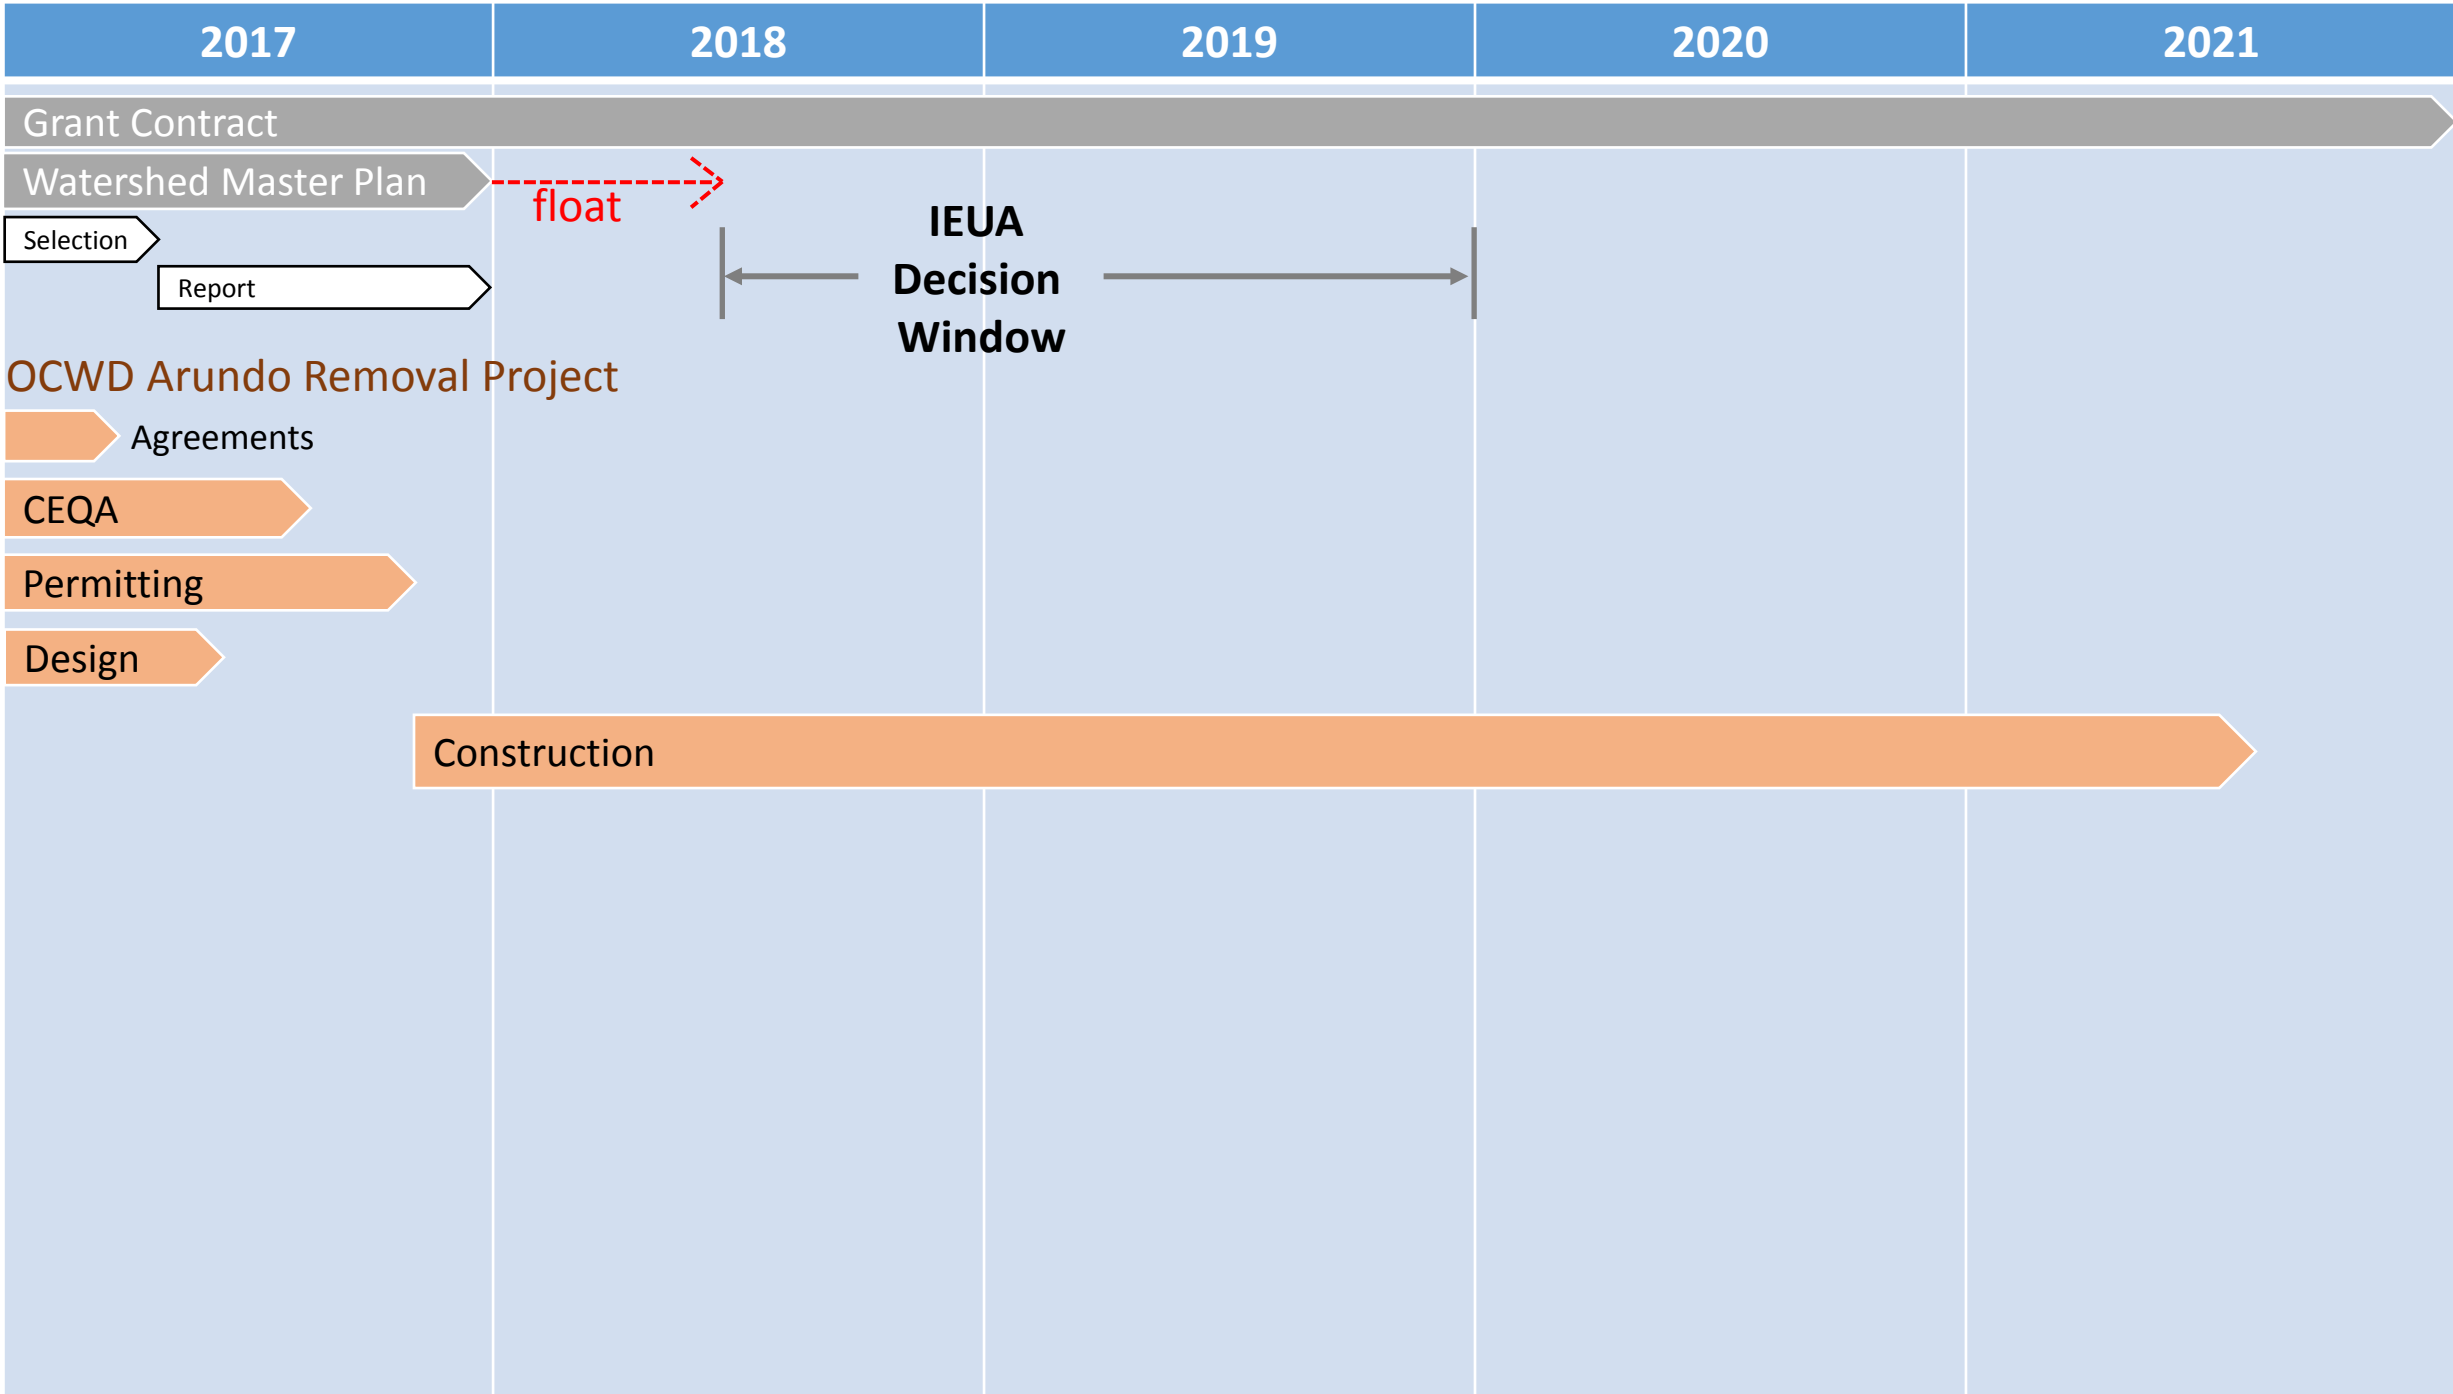 2017 2018 2019 2020 2021
Grant Contract
Watershed Master Plan
float
Selection
Report
IEUA
Decision
Window
OCWD Arundo Removal Project
Agreements
CEQA
Permitting
Design
Construction